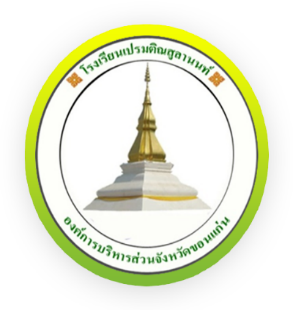 โรงเรียนเปรมติณสูลานนท์
องค์การบริหารส่วนจังหวัดขอนแก่น